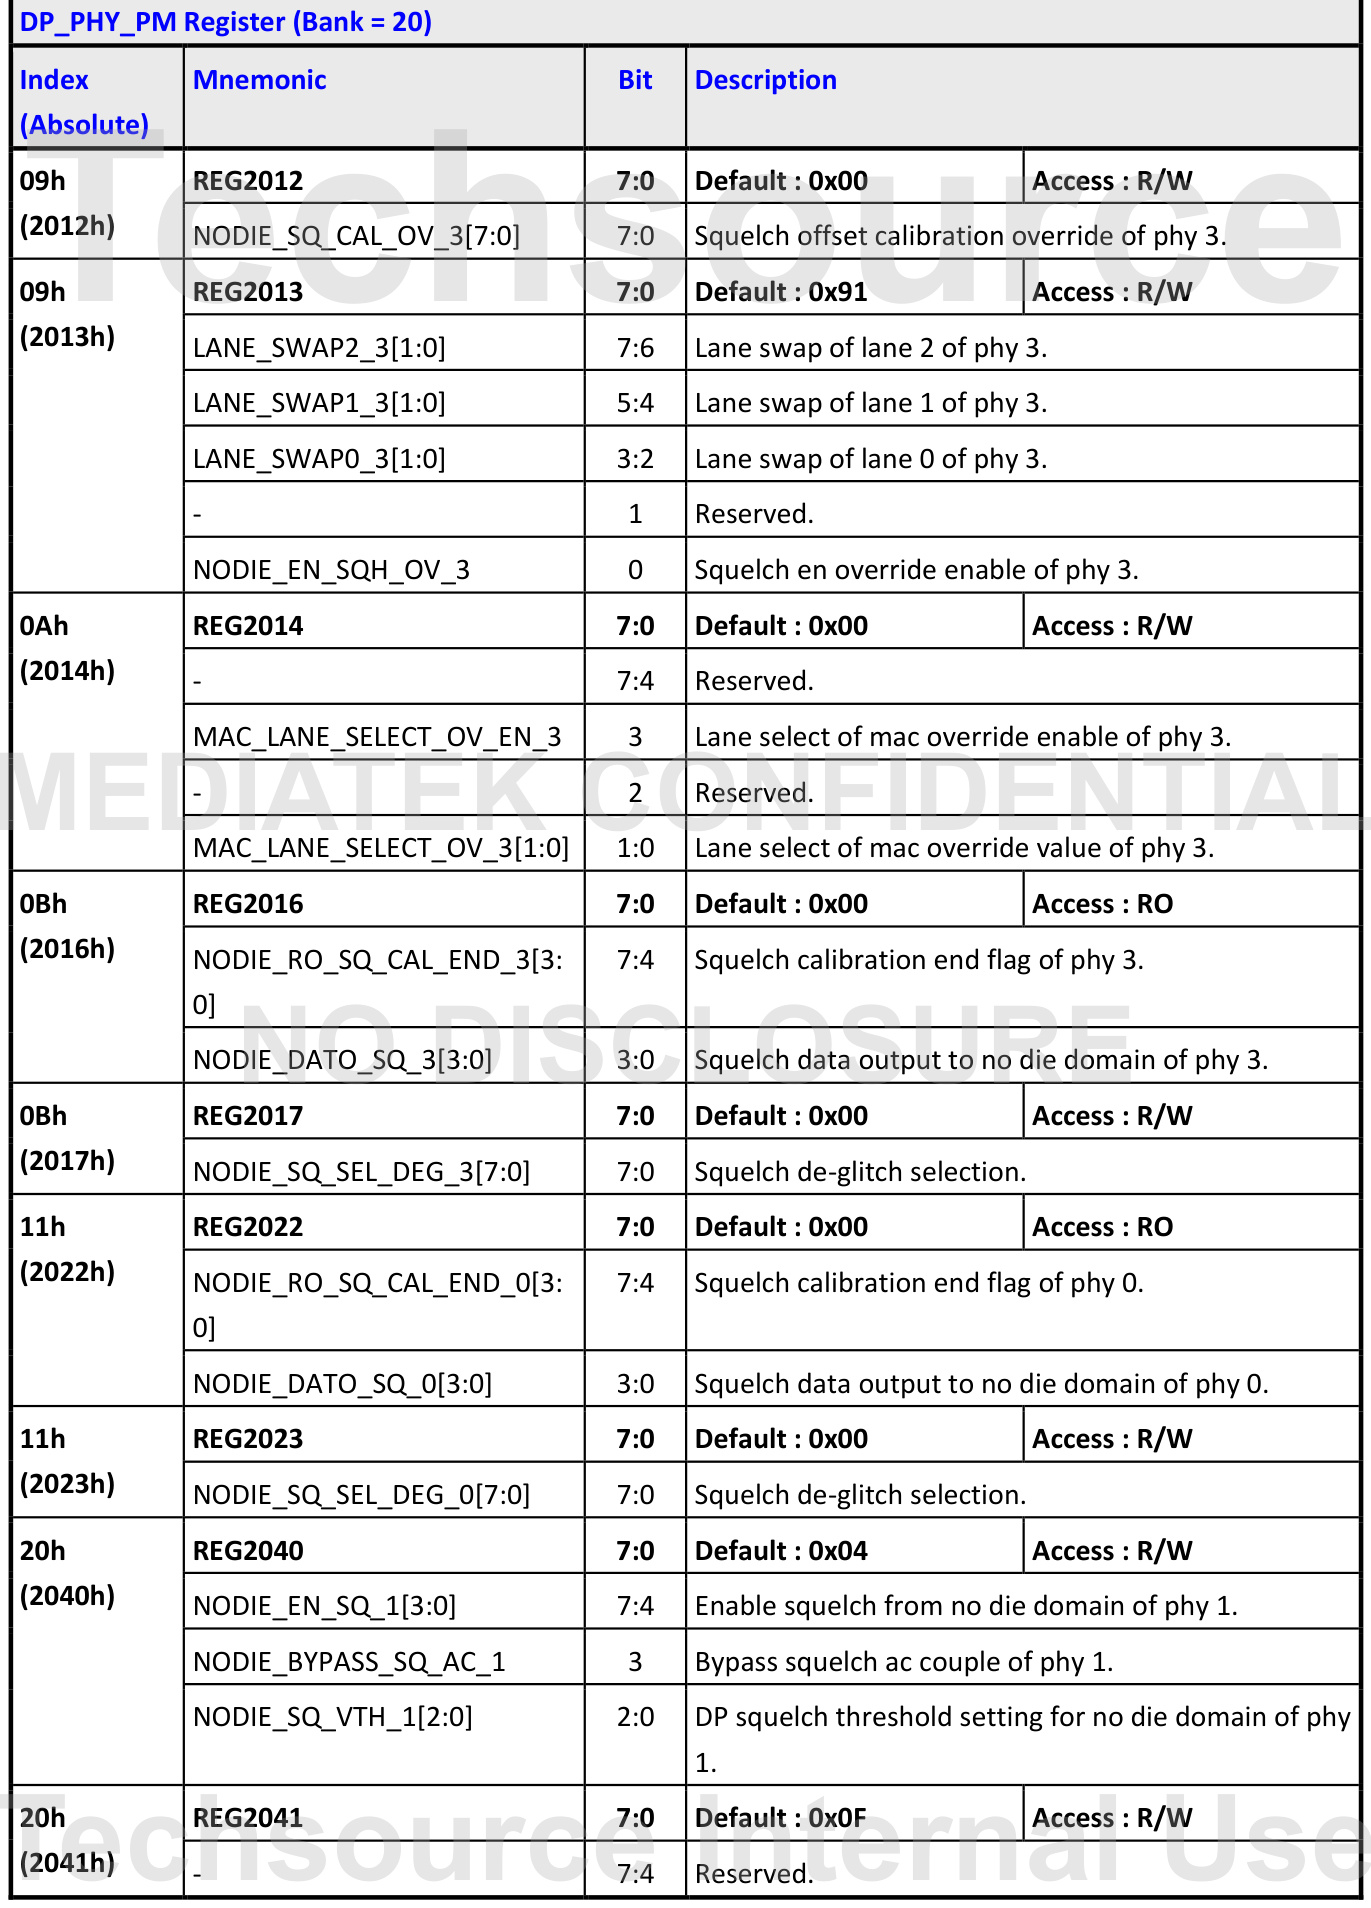 DP_PHY_PM Register (Bank = 20)
Index (Absolute) Mnemonic Bit Description
09h (2012h) REG2012 7:0 Default : 0x00 Access : R/W
NODIE_SQ_CAL_OV_3[7:0] 7:0 Squelch offset calibration override of phy 3.
09h (2013h) REG2013 7:0 Default : 0x91 Access : R/W
LANE_SWAP2_3[1:0] 7:6 Lane swap of lane 2 of phy 3.
LANE_SWAP1_3[1:0] 5:4 Lane swap of lane 1 of phy 3.
LANE_SWAP0_3[1:0] 3:2 Lane swap of lane 0 of phy 3.
- 1 Reserved.
NODIE_EN_SQH_OV_3 0 Squelch en override enable of phy 3.
0Ah (2014h) REG2014 7:0 Default : 0x00 Access : R/W
- 7:4 Reserved.
MAC_LANE_SELECT_OV_EN_3 3 Lane select of mac override enable of phy 3.
- 2 Reserved.
MAC_LANE_SELECT_OV_3[1:0] 1:0 Lane select of mac override value of phy 3.
0Bh (2016h) REG2016 7:0 Default : 0x00 Access : RO
NODIE_RO_SQ_CAL_END_3[3:0] 7:4 Squelch calibration end flag of phy 3.
NODIE_DATO_SQ_3[3:0] 3:0 Squelch data output to no die domain of phy 3.
0Bh (2017h) REG2017 7:0 Default : 0x00 Access : R/W
NODIE_SQ_SEL_DEG_3[7:0] 7:0 Squelch de-glitch selection.
11h (2022h) REG2022 7:0 Default : 0x00 Access : RO
NODIE_RO_SQ_CAL_END_0[3:0] 7:4 Squelch calibration end flag of phy 0.
NODIE_DATO_SQ_0[3:0] 3:0 Squelch data output to no die domain of phy 0.
11h (2023h) REG2023 7:0 Default : 0x00 Access : R/W
NODIE_SQ_SEL_DEG_0[7:0] 7:0 Squelch de-glitch selection.
20h (2040h) REG2040 7:0 Default : 0x04 Access : R/W
NODIE_EN_SQ_1[3:0] 7:4 Enable squelch from no die domain of phy 1.
NODIE_BYPASS_SQ_AC_1 3 Bypass squelch ac couple of phy 1.
NODIE_SQ_VTH_1[2:0] 2:0 DP squelch threshold setting for no die domain of phy 1.
20h (2041h) REG2041 7:0 Default : 0x0F Access : R/W
- 7:4 Reserved.
Techsource
MEDIATEK CONFIDENTIAL
NO DISCLOSURE
Techsource Internal Use